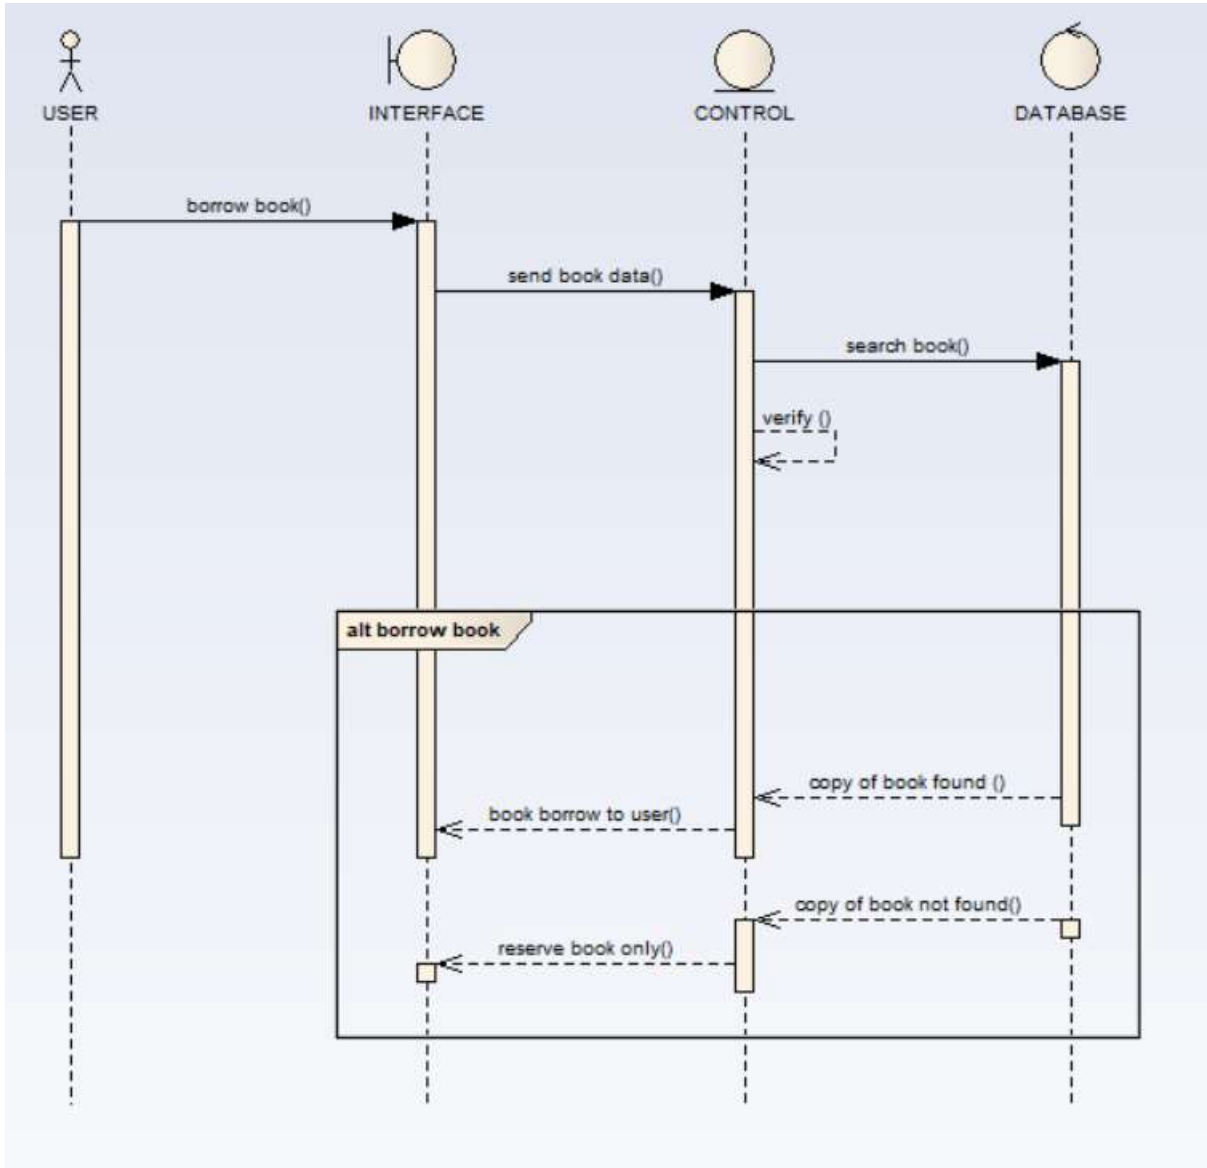 USER
INTERFACE
CONTROL
DATABASE
borrow book()
send book data()
search book()
verify ()
alt borrow book
copy of book found ()
book borrow to user()
copy of book not found()
reserve book only()